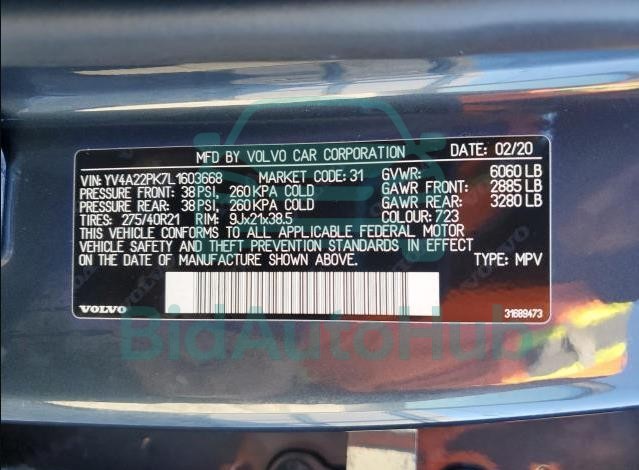 MFD BY VOLVO CAR CORPORATION DATE: 02/20
VIN: YV4A22PK7L1603668 MARKET CODE: 31 GVWR: 6060 LB
PRESSURE FRONT: 38 PSI, 260 KPA COLD GAWR FRONT: 2885 LB
PRESSURE REAR: 38 PSI, 260 KPA COLD GAWR REAR: 3280 LB
TIRES: 275/40R21 RIM: 9Jx21x38.5 COLOUR: 723
THIS VEHICLE CONFORMS TO ALL APPLICABLE FEDERAL MOTOR
VEHICLE SAFETY AND THEFT PREVENTION STANDARDS IN EFFECT
ON THE DATE OF MANUFACTURE SHOWN ABOVE. TYPE: MPV
VOLVO 31689473
BidAutoHub